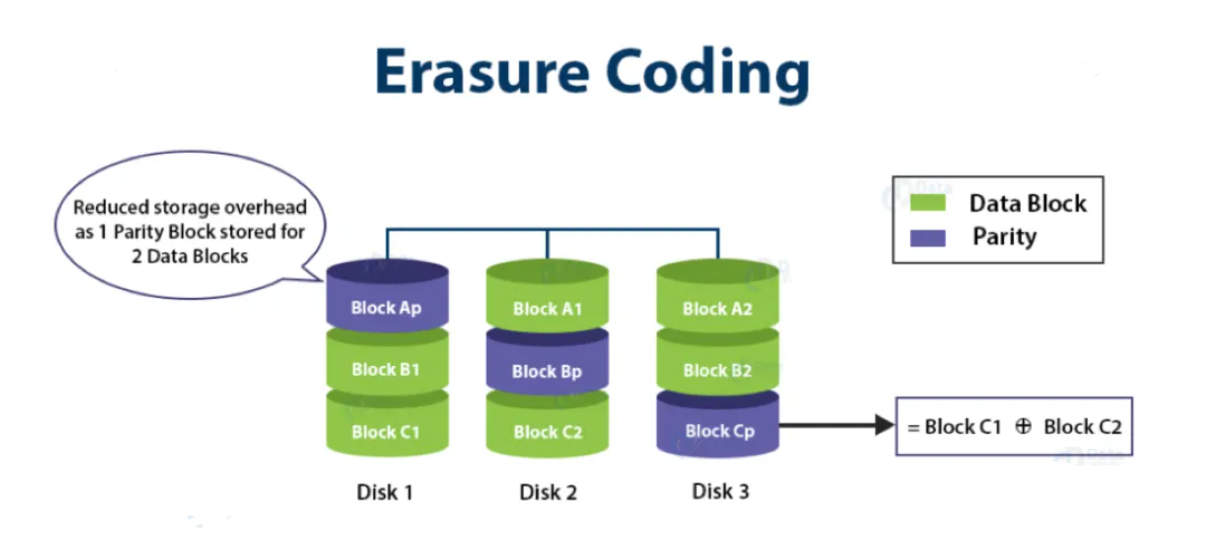 Erasure Coding
Reduced storage overhead
as 1 Parity Block stored for
2 Data Blocks
Data Block
Parity
Block Ap
Block A1
Block A2
Block B1
Block Bp
Block B2
Block C1
Block C2
Block Cp
= Block C1 ⊕ Block C2
Disk 1
Disk 2
Disk 3